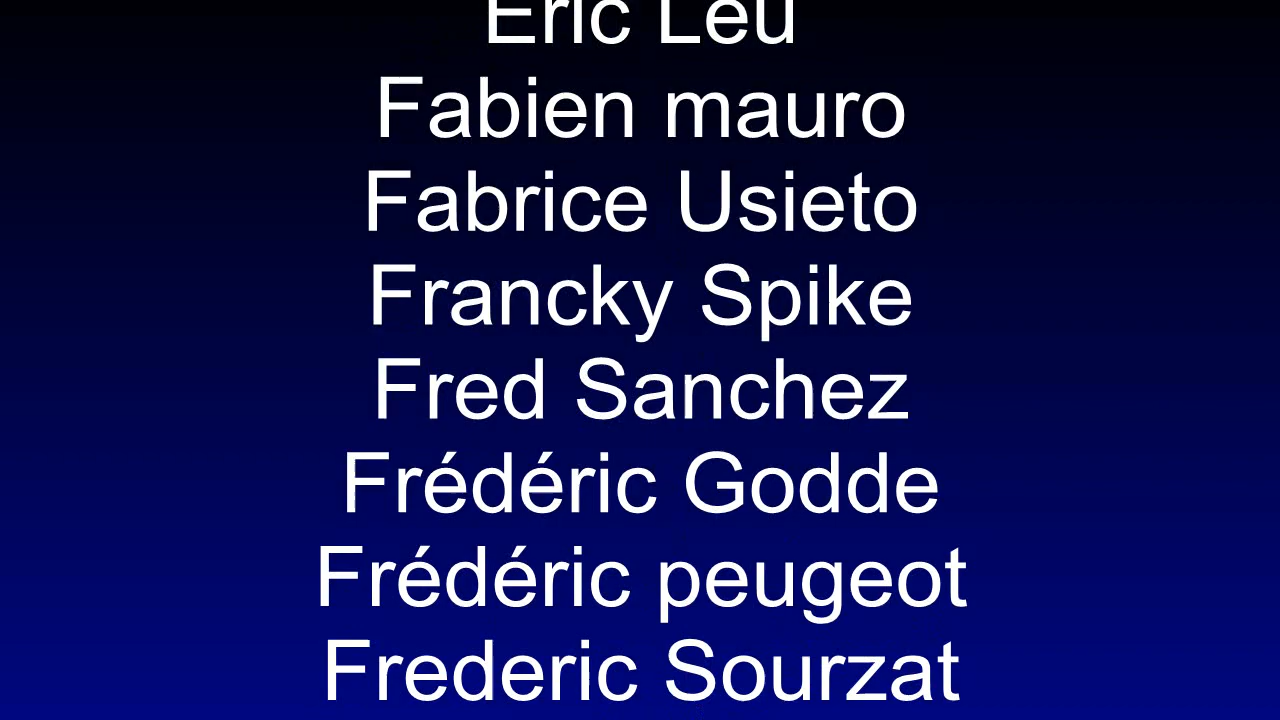 Eric Leu
Fabien mauro
Fabrice Usieto
Francky Spike
Fred Sanchez
Frédéric Godde
Frédéric peugeot
Frederic Sourzat